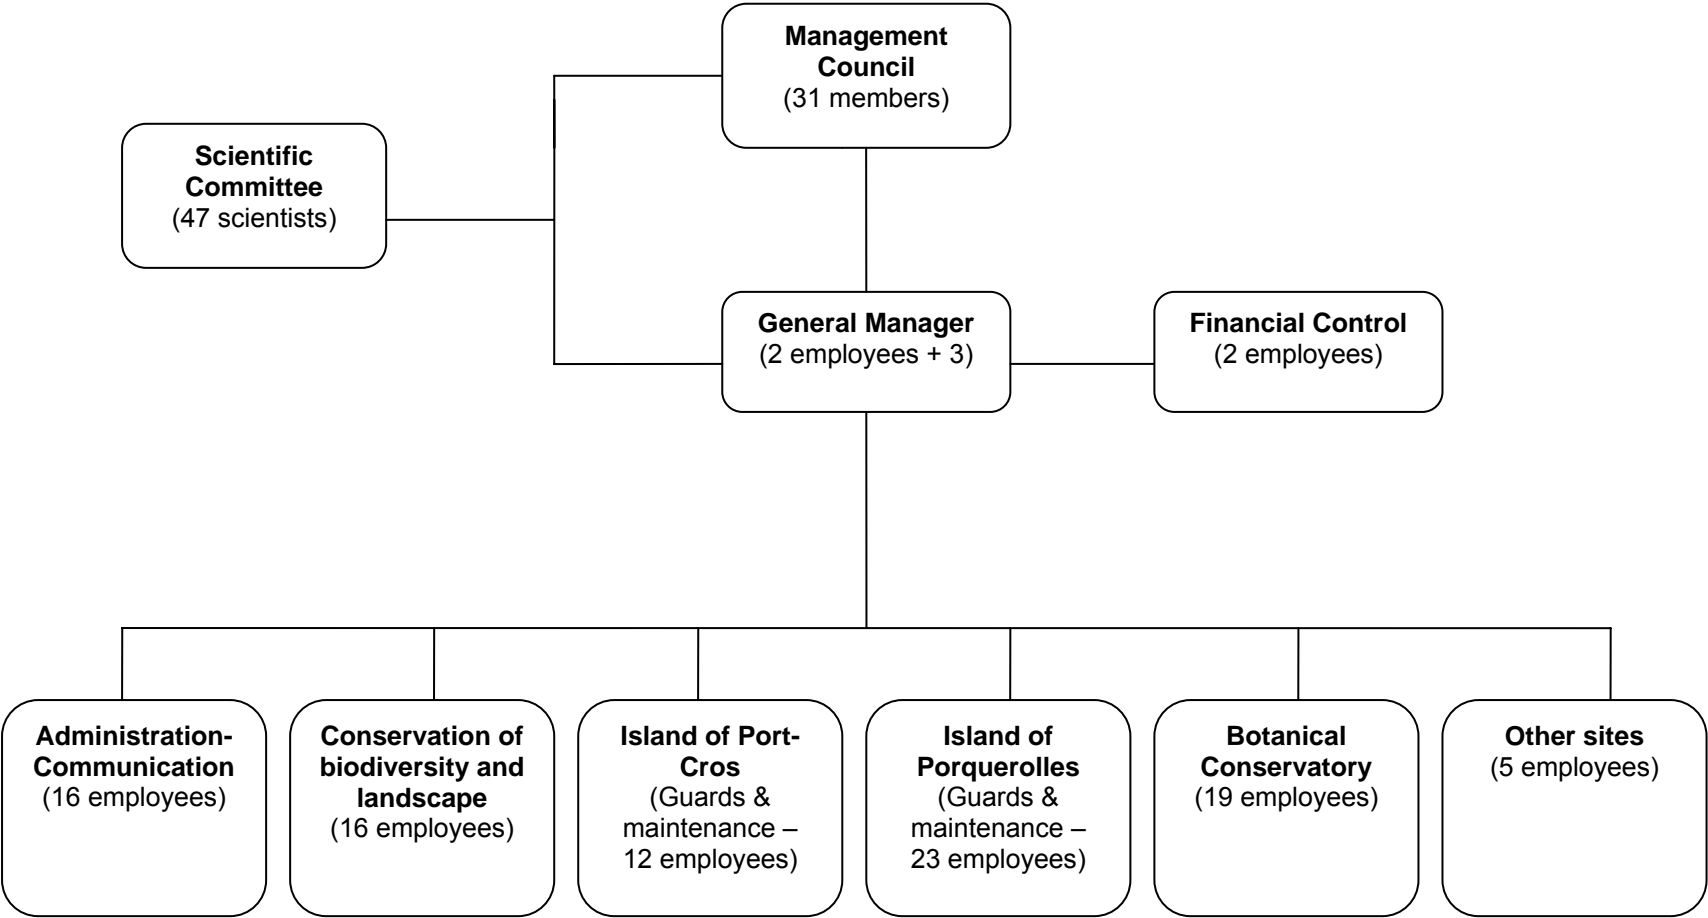 Management
Council
(31 members)
Scientific
Committee
(47 scientists)
General Manager
(2 employees + 3)
Financial Control
(2 employees)
Administration-
Communication
(16 employees)
Conservation of
biodiversity and
landscape
(16 employees)
Island of Port-
Cros
(Guards &
maintenance –
12 employees)
Island of
Porquerolles
(Guards &
maintenance –
23 employees)
Botanical
Conservatory
(19 employees)
Other sites
(5 employees)